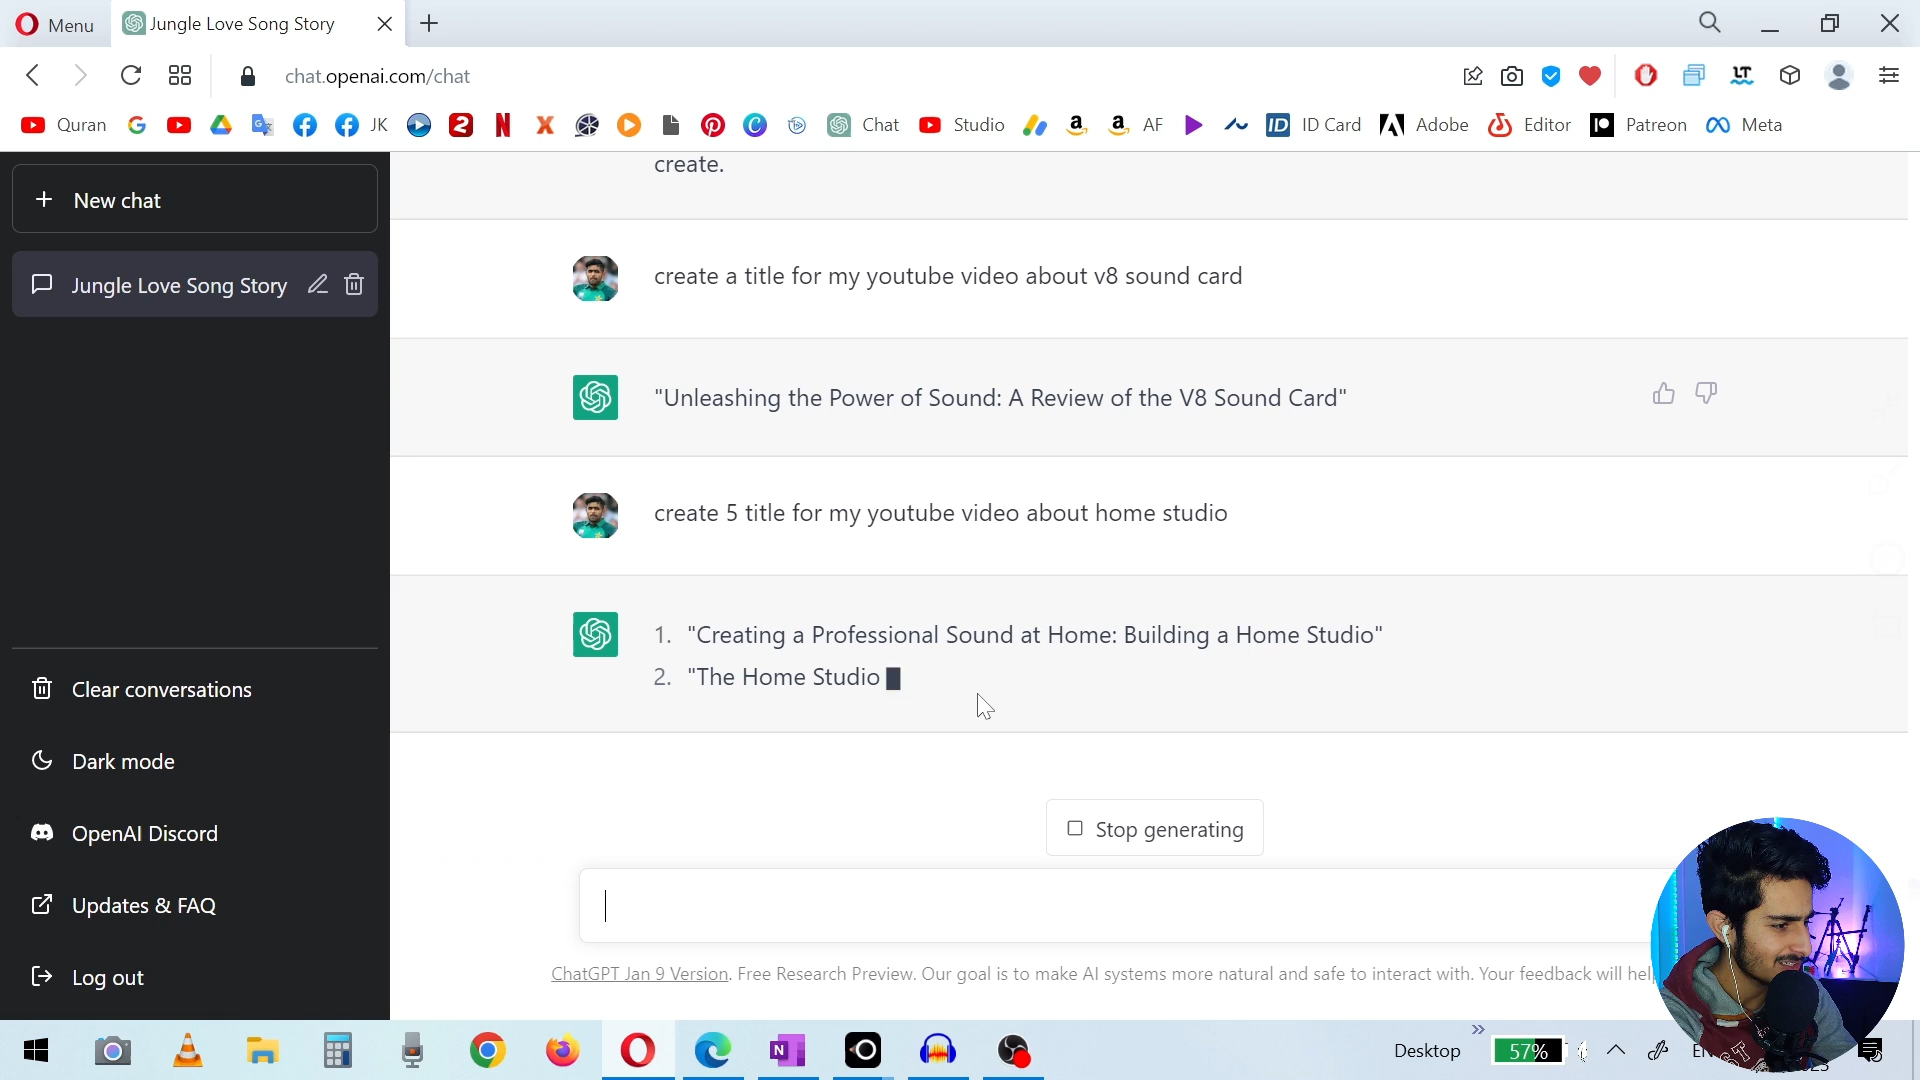 Menu
Jungle Love Song Story
chat.openai.com/chat
Quran
JK
Chat
Studio
AF
ID
ID Card
Adobe
Editor
Patreon
Meta
New chat
Jungle Love Song Story
Clear conversations
Dark mode
OpenAI Discord
Updates & FAQ
Log out
create.
create a title for my youtube video about v8 sound card
"Unleashing the Power of Sound: A Review of the V8 Sound Card"
create 5 title for my youtube video about home studio
1. "Creating a Professional Sound at Home: Building a Home Studio"
2. "The Home Studio
Stop generating
ChatGPT Jan 9 Version. Free Research Preview. Our goal is to make AI systems more natural and safe to interact with. Your feedback will
Desktop
57%